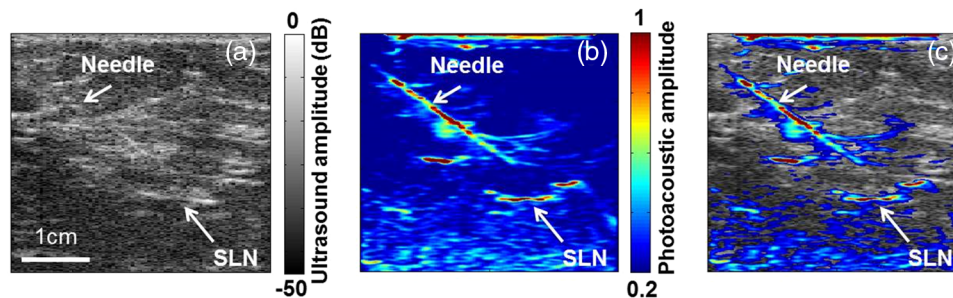 (a)
Needle
SLN
1cm
0
Ultrasound amplitude (dB)
-50
(b)
Needle
SLN
1
Photoacoustic amplitude
0.2
(c)
Needle
SLN